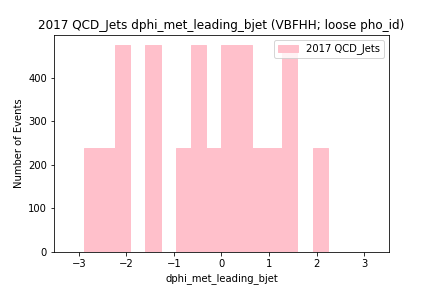 2017 QCD_Jets dphi_met_leading_bjet (VBFHH; loose pho_id)
2017 QCD_Jets
Number of Events
400
300
200
100
0
−3 −2 −1 0 1 2 3
dphi_met_leading_bjet